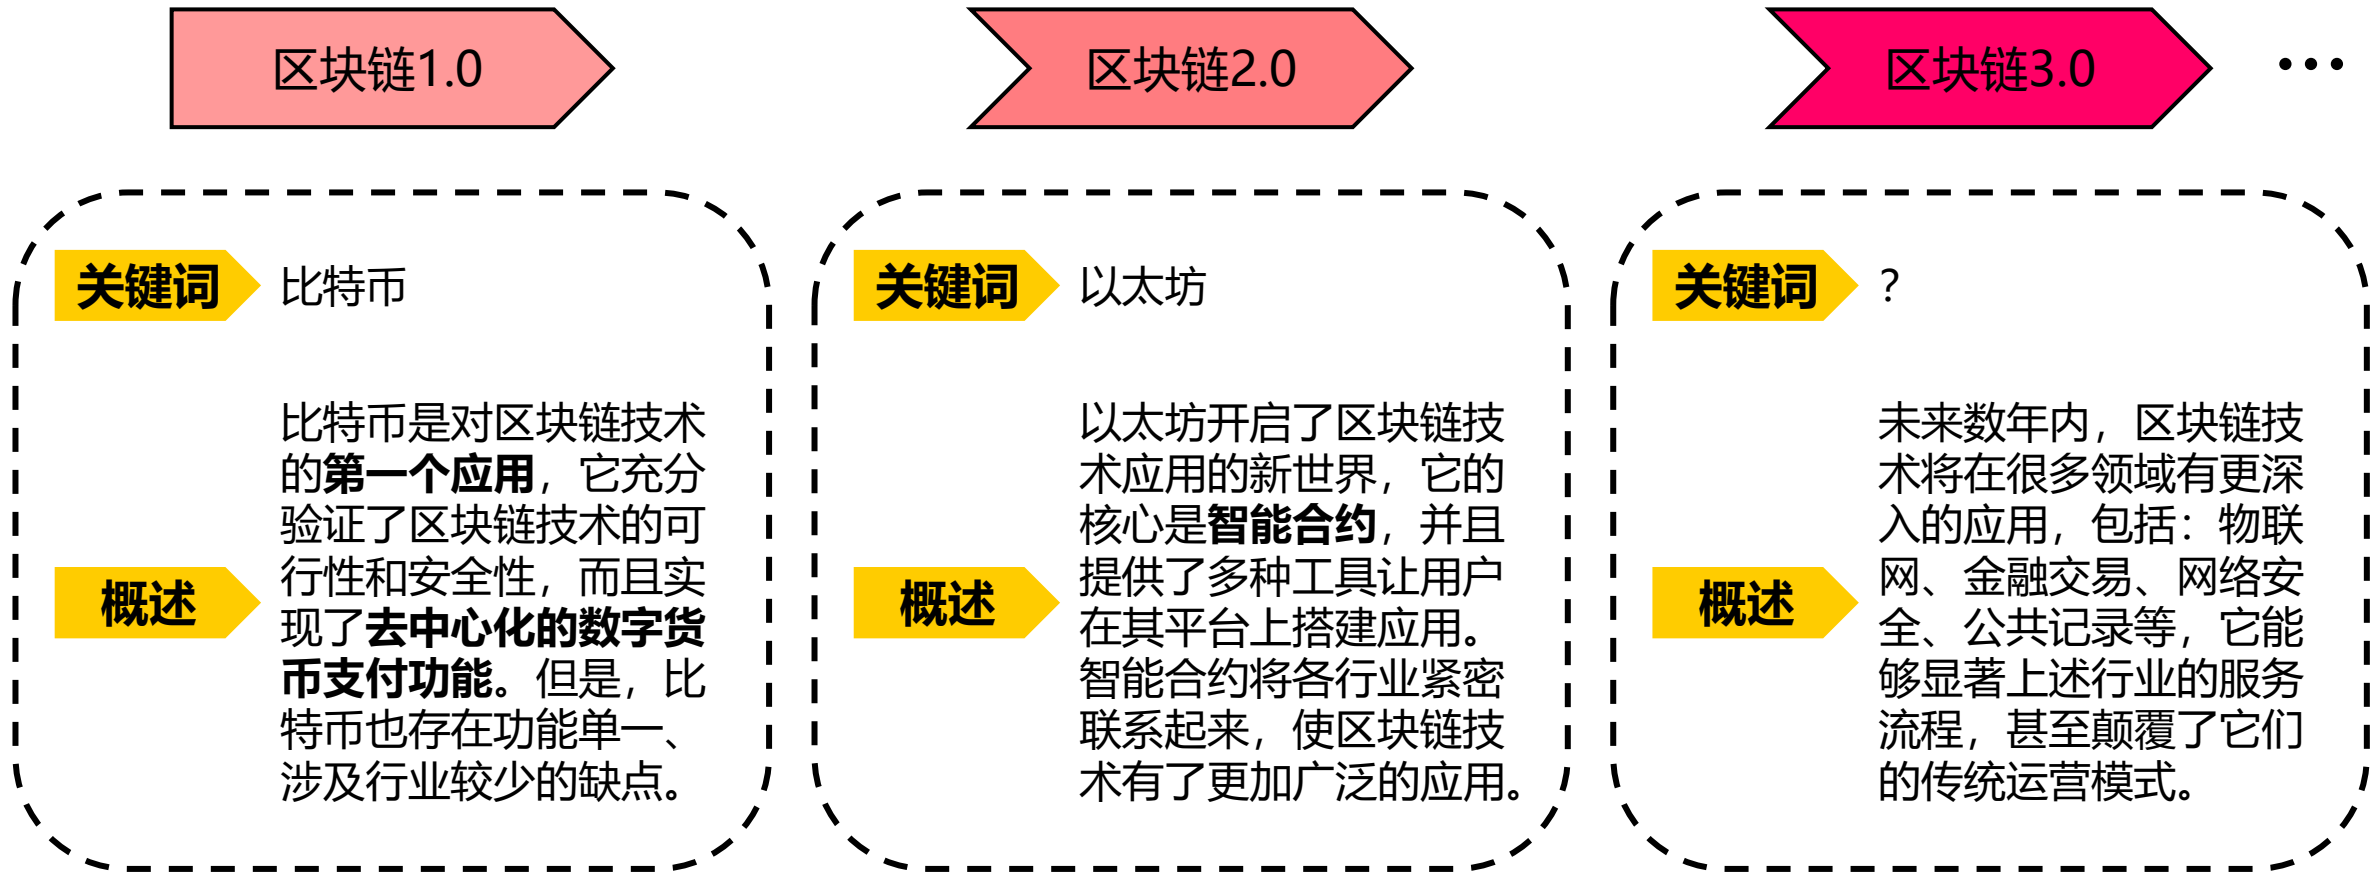 区块链1.0
区块链2.0
区块链3.0
...
关键词
比特币
概述
比特币是对区块链技术
的第一个应用，它充分
验证了区块链技术的可
行性和安全性，而且实
现了去中心化的数字货
币支付功能。但是，比
特币也存在功能单一、
涉及行业较少的缺点。
关键词
以太坊
概述
以太坊开启了区块链技
术应用的新世界，它的
核心是智能合约，并且
提供了多种工具让用户
在其平台上搭建应用。
智能合约将各行业紧密
联系起来，使区块链技
术有了更加广泛的应用。
关键词
？
概述
未来数年内，区块链技
术将在很多领域有更深
入的应用，包括：物联
网、金融交易、网络安
全、公共记录等，它能
够显著上述行业的服务
流程，甚至颠覆了它们
的传统运营模式。